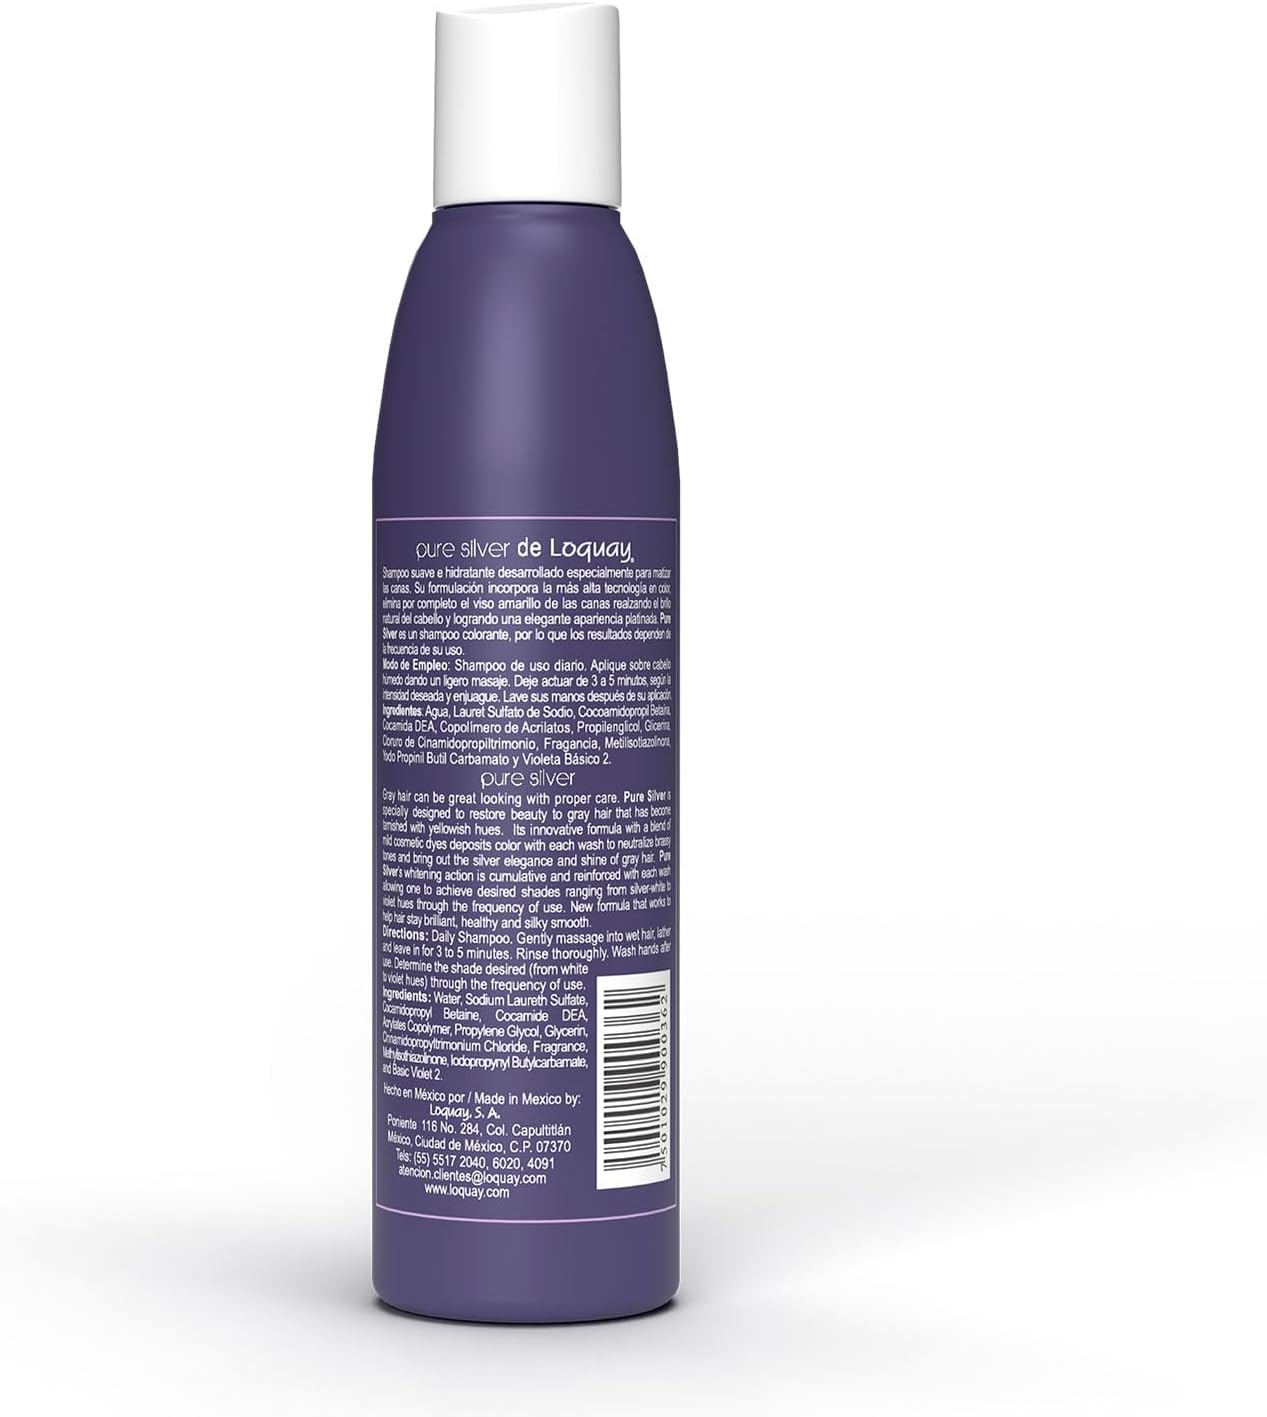 pure silver de Loquay®
Shampoo suave e hidratante desarrollado especialmente para matizar
las canas. Su formulación incorpora la más alta tecnología en color,
elimina por completo el viso amarillo de las canas realzando el brillo
natural del cabello y logrando una elegante apariencia platinada. Pure
Silver es un shampoo colorante, por lo que los resultados dependen de
la frecuencia de su uso.
Modo de Empleo: Shampoo de uso diario. Aplique sobre cabello
húmedo dando un ligero masaje. Deje actuar de 3 a 5 minutos, según la
intensidad deseada y enjuague. Lave sus manos después de su aplicación.
Ingredientes: Agua, Lauret Sulfato de Sodio, Cocoamidopropil Betaína,
Cocamida DEA, Copolímero de Acrilatos, Propilenglicol, Glicerina,
Cloruro de Cinamidopropiltrimonio, Fragancia, Metilisotiazolinona,
Yodo Propinil Butil Carbamato y Violeta Básico 2.
pure silver
Gray hair can be great looking with proper care. Pure Silver is
specially designed to restore beauty to gray hair that has become
tarnished with yellowish hues. Its innovative formula with a blend of
mild cosmetic dyes deposits color with each wash to neutralize brassy
tones and bring out the silver elegance and shine of gray hair. Pure
Silver's whitening action is cumulative and reinforced with each wash
allowing one to achieve desired shades ranging from silver-white to
violet hues through the frequency of use. New formula that works to
help hair stay brilliant, healthy and silky smooth.
Directions: Daily Shampoo. Gently massage into wet hair, lather
and leave in for 3 to 5 minutes. Rinse thoroughly. Wash hands after
use. Determine the shade desired (from white
to violet hues) through the frequency of use.
Ingredients: Water, Sodium Laureth Sulfate,
Cocamidopropyl Betaine, Cocamide DEA,
Acrylates Copolymer, Propylene Glycol, Glycerin,
Cinnamidopropyltrimonium Chloride, Fragrance,
Methylisothiazolinone, Iodopropynyl Butylcarbamate,
and Basic Violet 2.
Hecho en México por / Made in Mexico by:
Loquay, S. A.
Poniente 116 No. 284, Col. Capultitlán
México, Ciudad de México, C.P. 07370
Tels: (55) 5517 2040, 6020, 4091
atencion.clientes@loquay.com
www.loquay.com
7 501029 900362